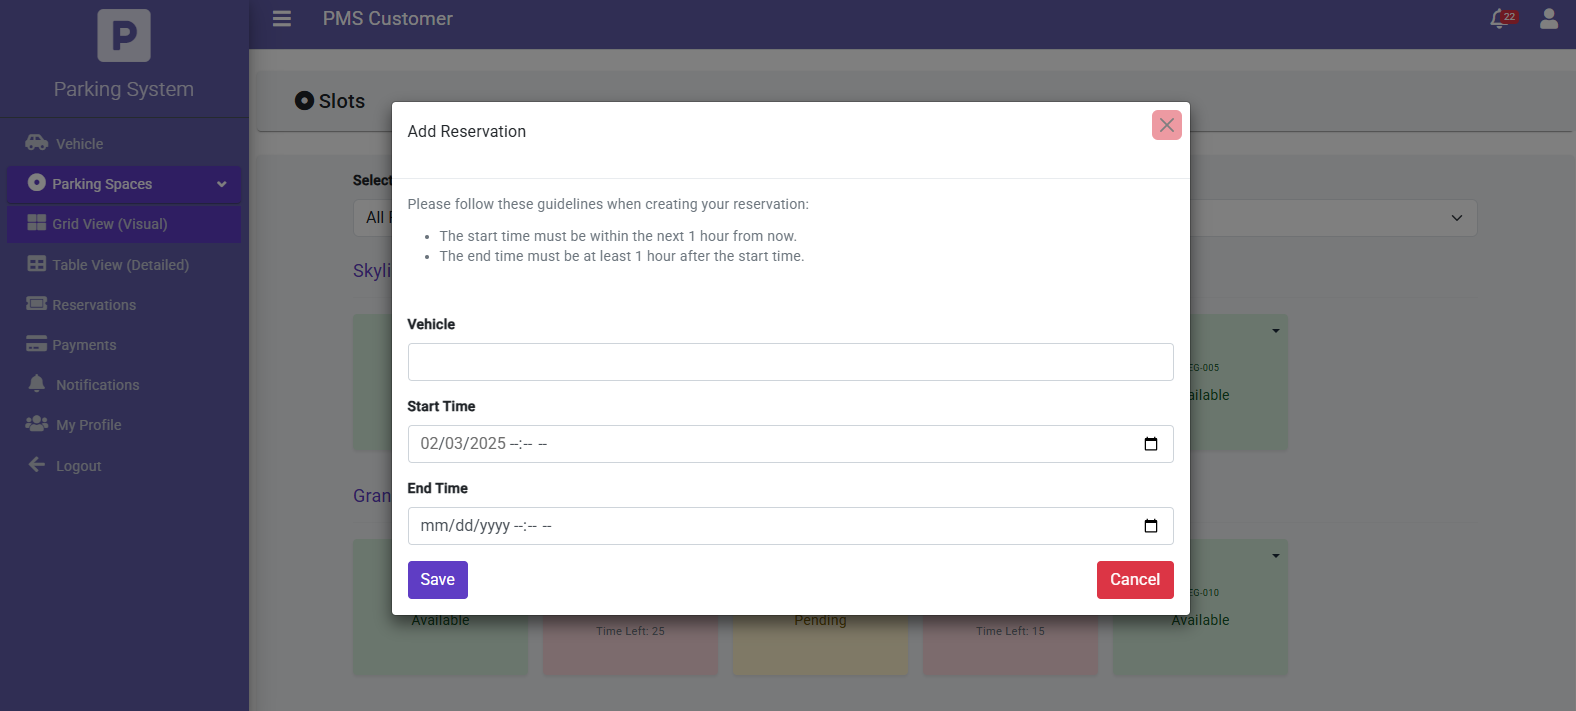 P
PMS Customer
22
Parking System
Slots
Vehicle
Parking Spaces
Grid View (Visual)
Table View (Detailed)
Reservations
Payments
Notifications
My Profile
Logout
Select
All
Skyli
EG-005
ailable
Gran
Add Reservation
Please follow these guidelines when creating your reservation:
• The start time must be within the next 1 hour from now.
• The end time must be at least 1 hour after the start time.
Vehicle
Start Time
02/03/2025 --:-- --
End Time
mm/dd/yyyy --:-- --
Save
Cancel
EG-010
Available
Time Left: 25
Pending
Time Left: 15
Available